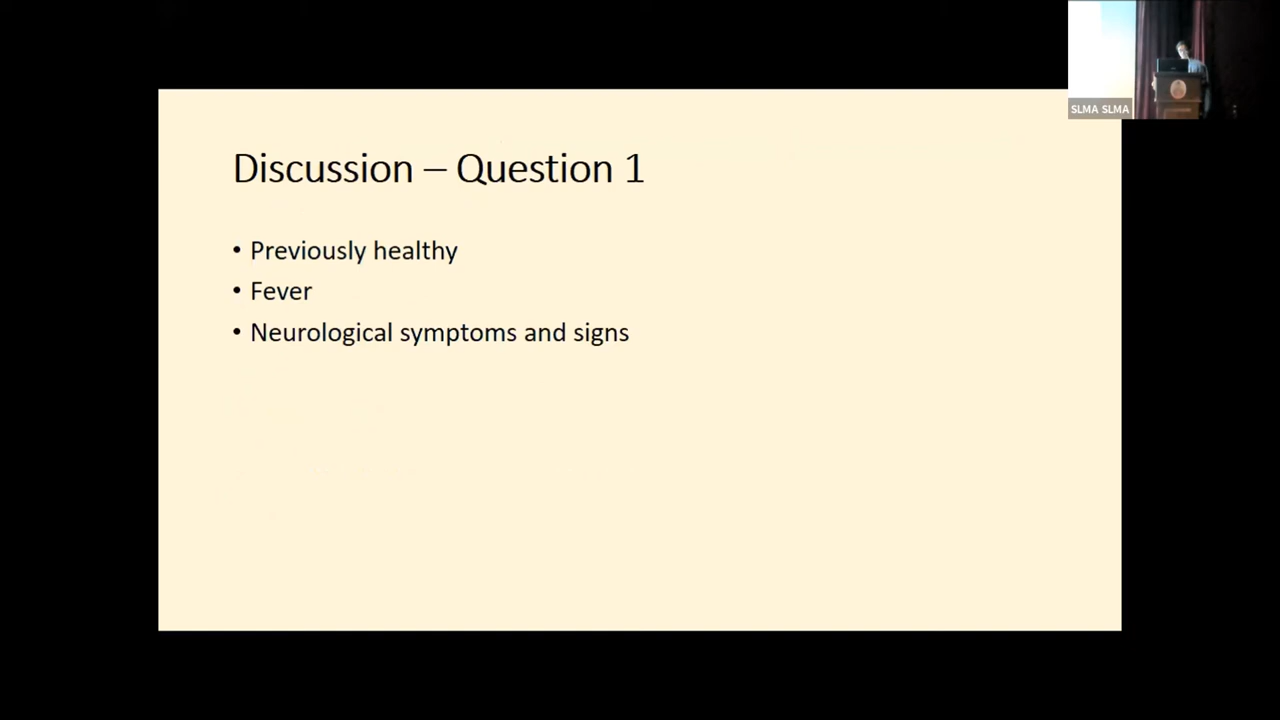 SLMA SLMA
Discussion – Question 1
• Previously healthy
• Fever
• Neurological symptoms and signs